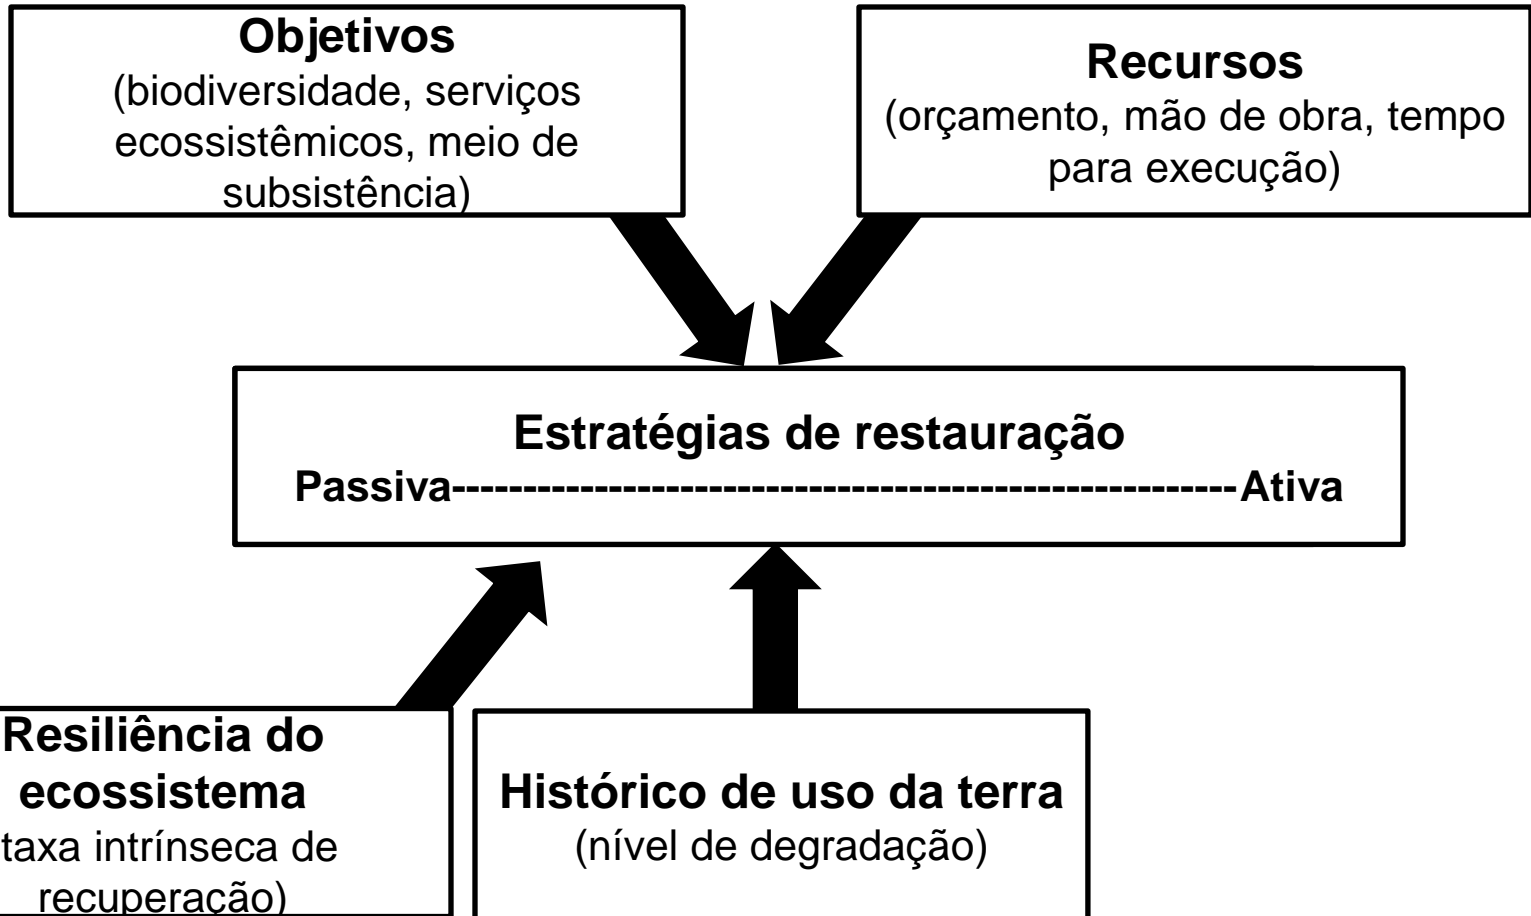 Objetivos
(biodiversidade, serviços
ecossistêmicos, meio de
subsistência)
Recursos
(orçamento, mão de obra, tempo
para execução)
Estratégias de restauração
Passiva-------------------------------------------------------Ativa
Resiliência do
ecossistema
taxa intrínseca de
recuperação)
Histórico de uso da terra
(nível de degradação)